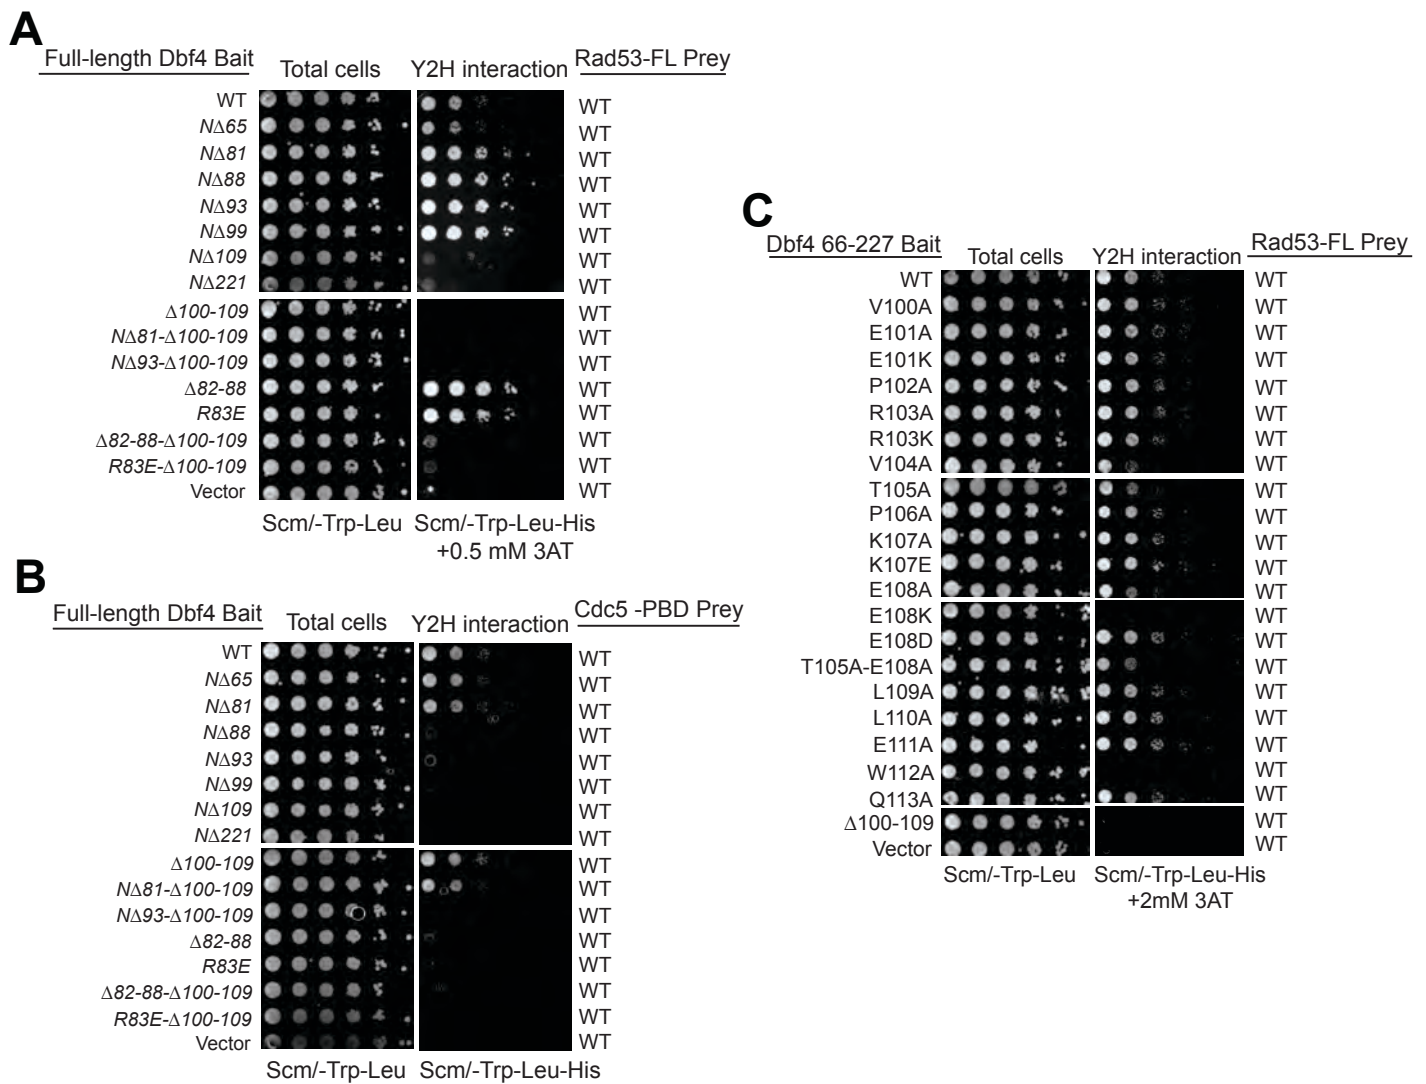 A
Full-length Dbf4 Bait Total cells Y2H interaction Rad53-FL Prey
WT WT
NΔ65 WT
NΔ81 WT
NΔ88 WT
NΔ93 WT
NΔ99 WT
NΔ109 WT
NΔ221 WT
Δ100-109 WT
NΔ81-Δ100-109 WT
NΔ93-Δ100-109 WT
Δ82-88 WT
R83E WT
Δ82-88-Δ100-109 WT
R83E-Δ100-109 WT
Vector WT
Scm/-Trp-Leu Scm/-Trp-Leu-His
+0.5 mM 3AT
B
Full-length Dbf4 Bait Total cells Y2H interaction Cdc5 -PBD Prey
WT WT
NΔ65 WT
NΔ81 WT
NΔ88 WT
NΔ93 WT
NΔ99 WT
NΔ109 WT
NΔ221 WT
Δ100-109 WT
NΔ81-Δ100-109 WT
NΔ93-Δ100-109 WT
Δ82-88 WT
R83E WT
Δ82-88-Δ100-109 WT
R83E-Δ100-109 WT
Vector WT
Scm/-Trp-Leu Scm/-Trp-Leu-His
C
Dbf4 66-227 Bait Total cells Y2H interaction Rad53-FL Prey
WT WT
V100A WT
E101A WT
E101K WT
P102A WT
R103A WT
R103K WT
V104A WT
T105A WT
P106A WT
K107A WT
K107E WT
E108A WT
E108K WT
E108D WT
T105A-E108A WT
L109A WT
L110A WT
E111A WT
W112A WT
Q113A WT
Δ100-109 WT
Vector WT
Scm/-Trp-Leu Scm/-Trp-Leu-His
+2mM 3AT